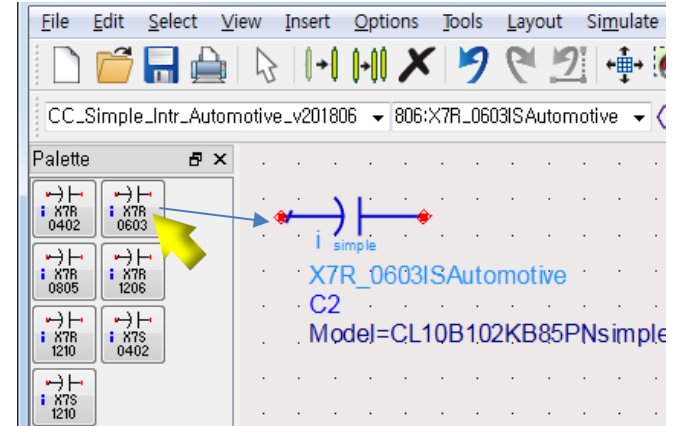 File Edit Select View Insert Options Tools Layout Simulate
CC_Simple_Intr_Automotive_v201806 806:X7R_0603ISAutomotive
Palette
i X7R 0402
i X7R 0603
i X7R 0805
i X7R 1206
i X7R 1210
i X7S 0402
i X7S 1210
i simple
X7R_0603ISAutomotive
C2
Model=CL10B102KB85PNsimple